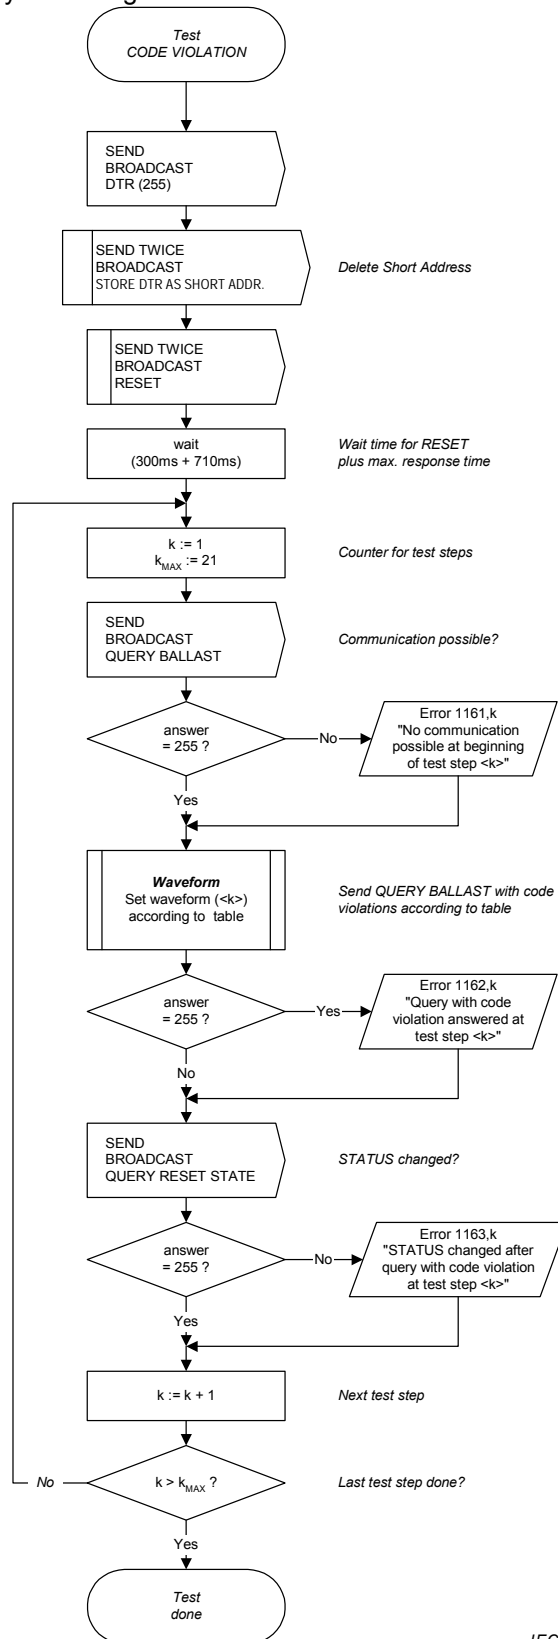 Test
CODE VIOLATION
SEND
BROADCAST
DTR (255)
SEND TWICE
BROADCAST
STORE DTR AS SHORT ADDR.
Delete Short Address
SEND TWICE
BROADCAST
RESET
wait
(300ms + 710ms)
Wait time for RESET
plus max. response time
k := 1
kMAX := 21
Counter for test steps
SEND
BROADCAST
QUERY BALLAST
Communication possible?
answer
= 255 ?
No
Error 1161,k
"No communication
possible at beginning
of test step <k>"
Yes
Waveform
Set waveform (<k>)
according to table
Send QUERY BALLAST with code
violations according to table
answer
= 255 ?
Yes
Error 1162,k
"Query with code
violation answered at
test step <k>"
No
SEND
BROADCAST
QUERY RESET STATE
STATUS changed?
answer
= 255 ?
No
Error 1163,k
"STATUS changed after
query with code violation
at test step <k>"
Yes
k := k + 1
Next test step
No
k > kMAX ?
Last test step done?
Yes
Test
done